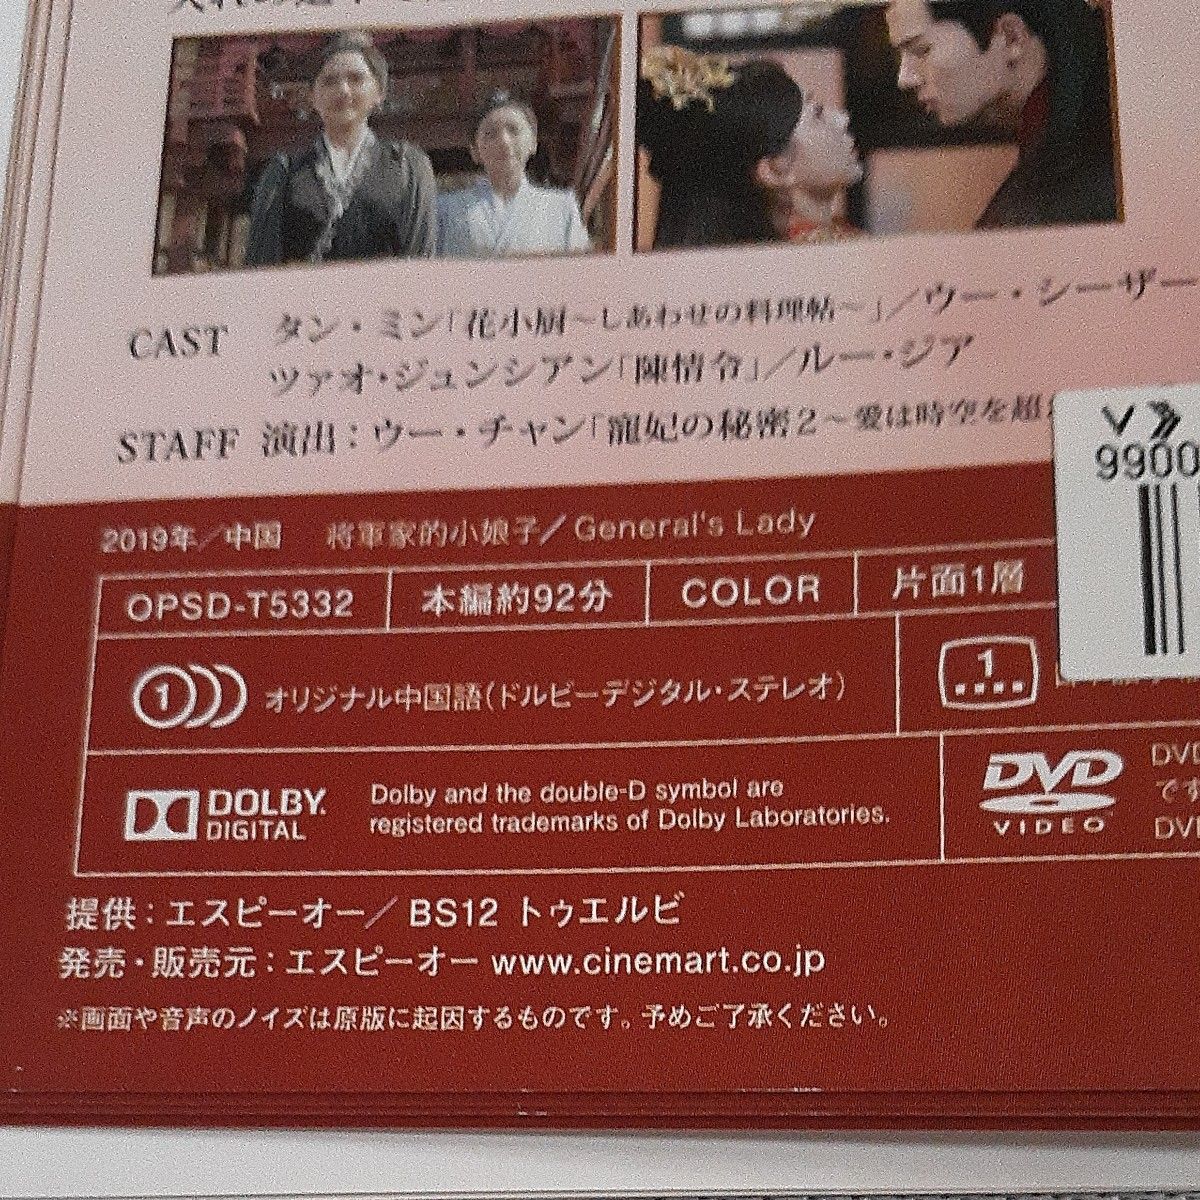 CAST タン・ミン「花小厨～しあわせの料理帖～」／ウー・シーザー
ツァオ・ジュンシアン「陳情令」／ルー・ジア
STAFF 演出：ウー・チャン「寵妃の秘密2～愛は時空を超
V
9900
2019年／中国 将軍家的小娘子／General's Lady
OPSD-T5332 本編約92分 COLOR 片面1層
1 オリジナル中国語（ドルビーデジタル・ステレオ） 1
DOLBY DIGITAL
Dolby and the double-D symbol are
registered trademarks of Dolby Laboratories.
DVD VIDEO
DVD
です
DV
提供：エスピーオー／BS12 トゥエルビ
発売・販売元：エスピーオー www.cinemart.co.jp
※画面や音声のノイズは原版に起因するものです。予めご了承ください。